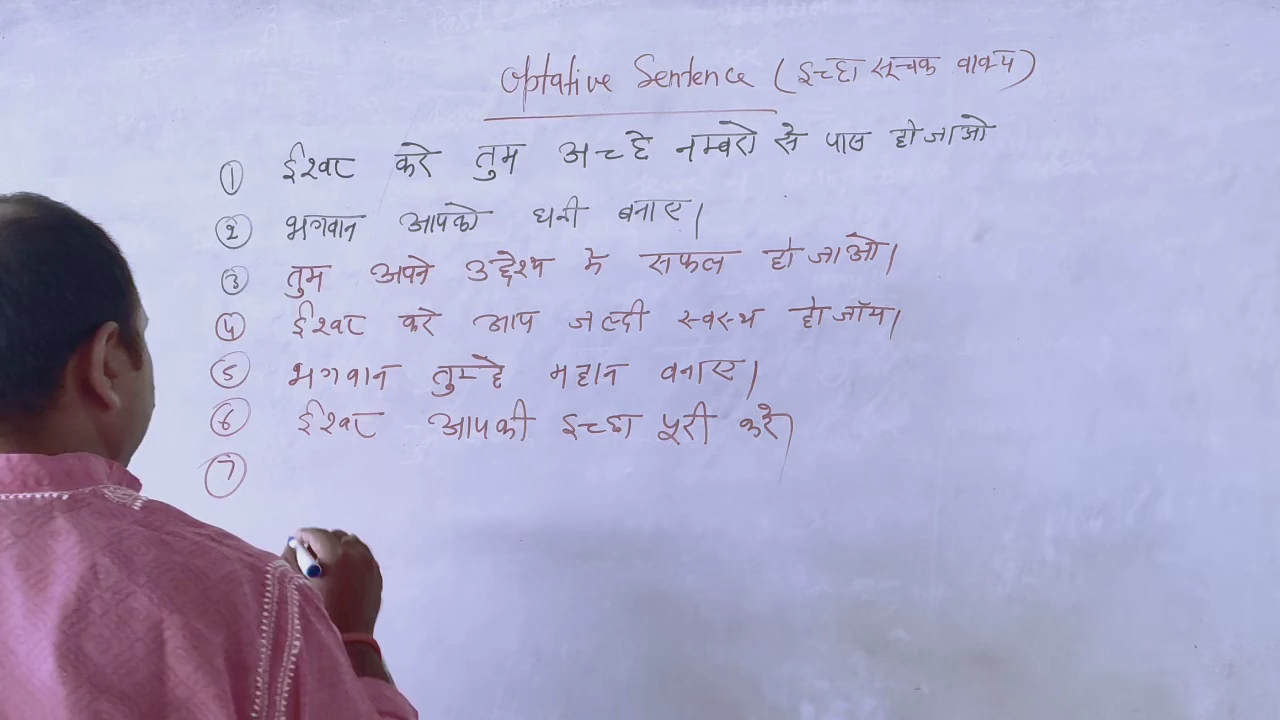 Optative Sentence (इच्छा सूचक वाक्य)
① ईश्वर करे तुम अच्छे नम्बरो से पास हो जाओ
② भगवान आपको धनी बनाए।
③ तुम अपने उद्देश्य मे सफल हो जाओ।
④ ईश्वर करे आप जल्दी स्वस्थ हो जॉय।
⑤ भगवान तुम्हे महान बनाए।
⑥ ईश्वर आपकी इच्छा पूरी करे।
⑦